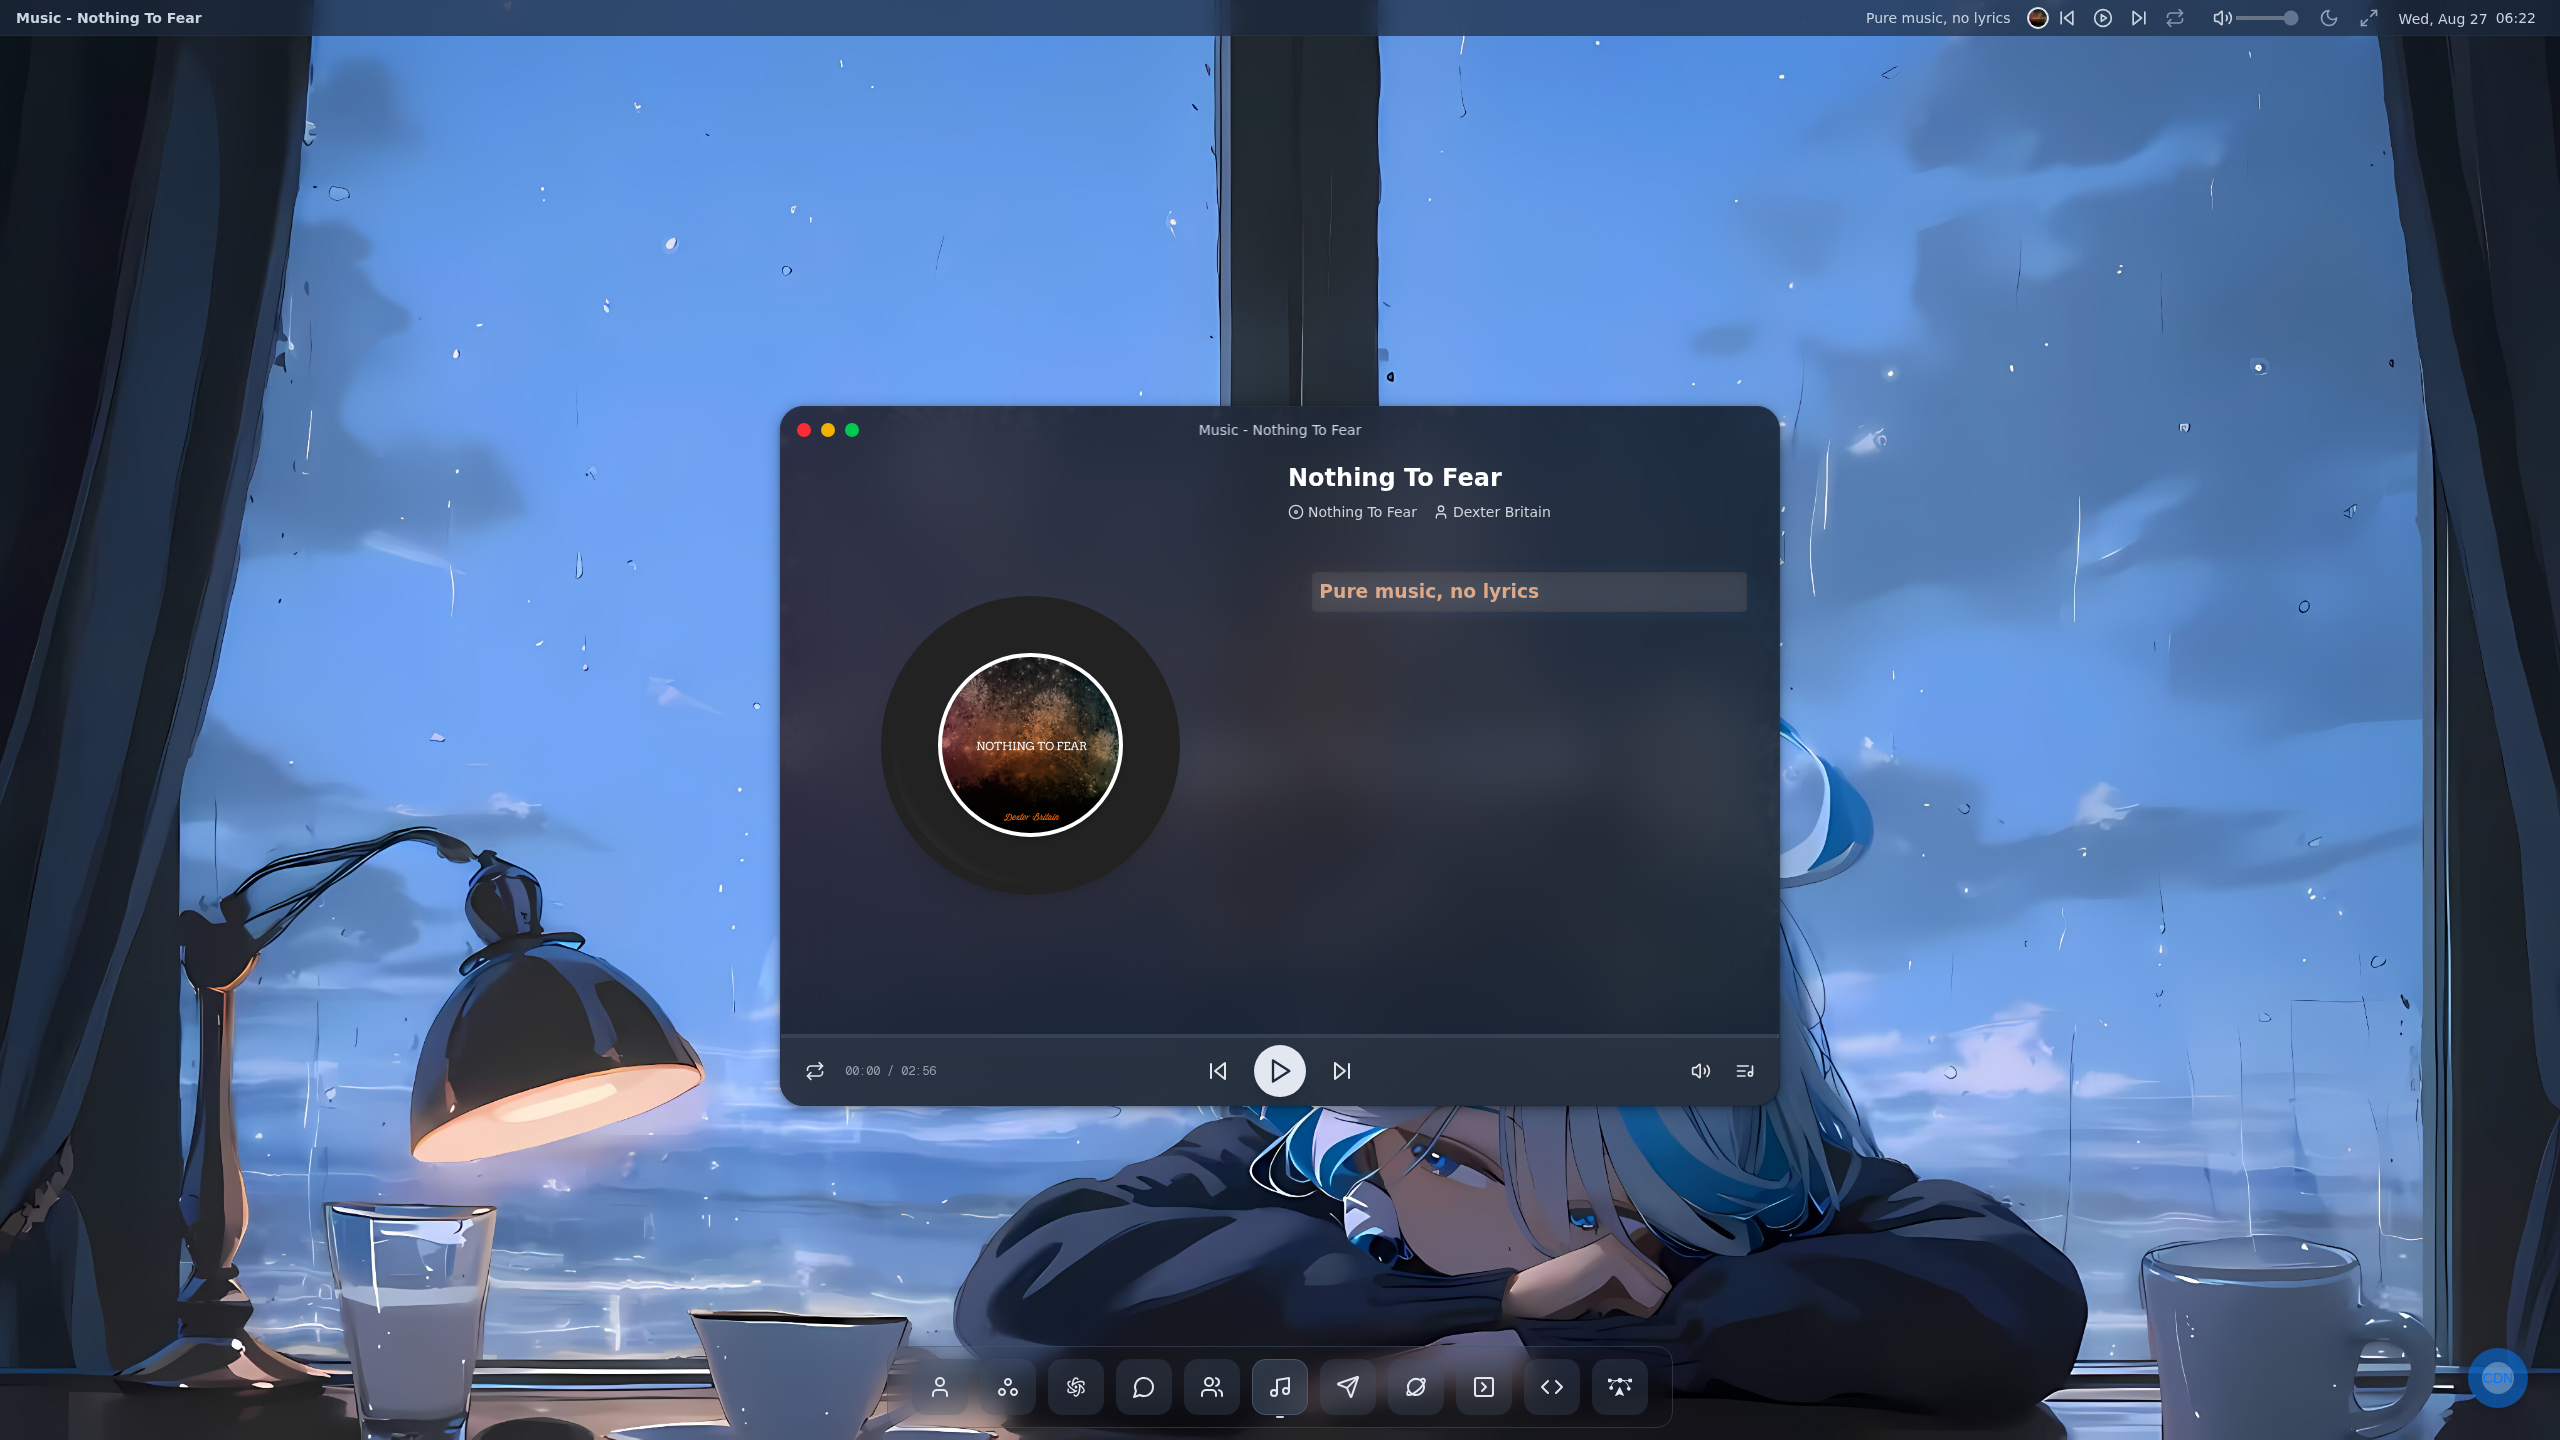 Music - Nothing To Fear
Pure music, no lyrics
Wed, Aug 27 06:22
Music - Nothing To Fear
Nothing To Fear
Nothing To Fear Dexter Britain
Pure music, no lyrics
NOTHING TO FEAR
Dexter Britain
00:00 / 02:56
CDN